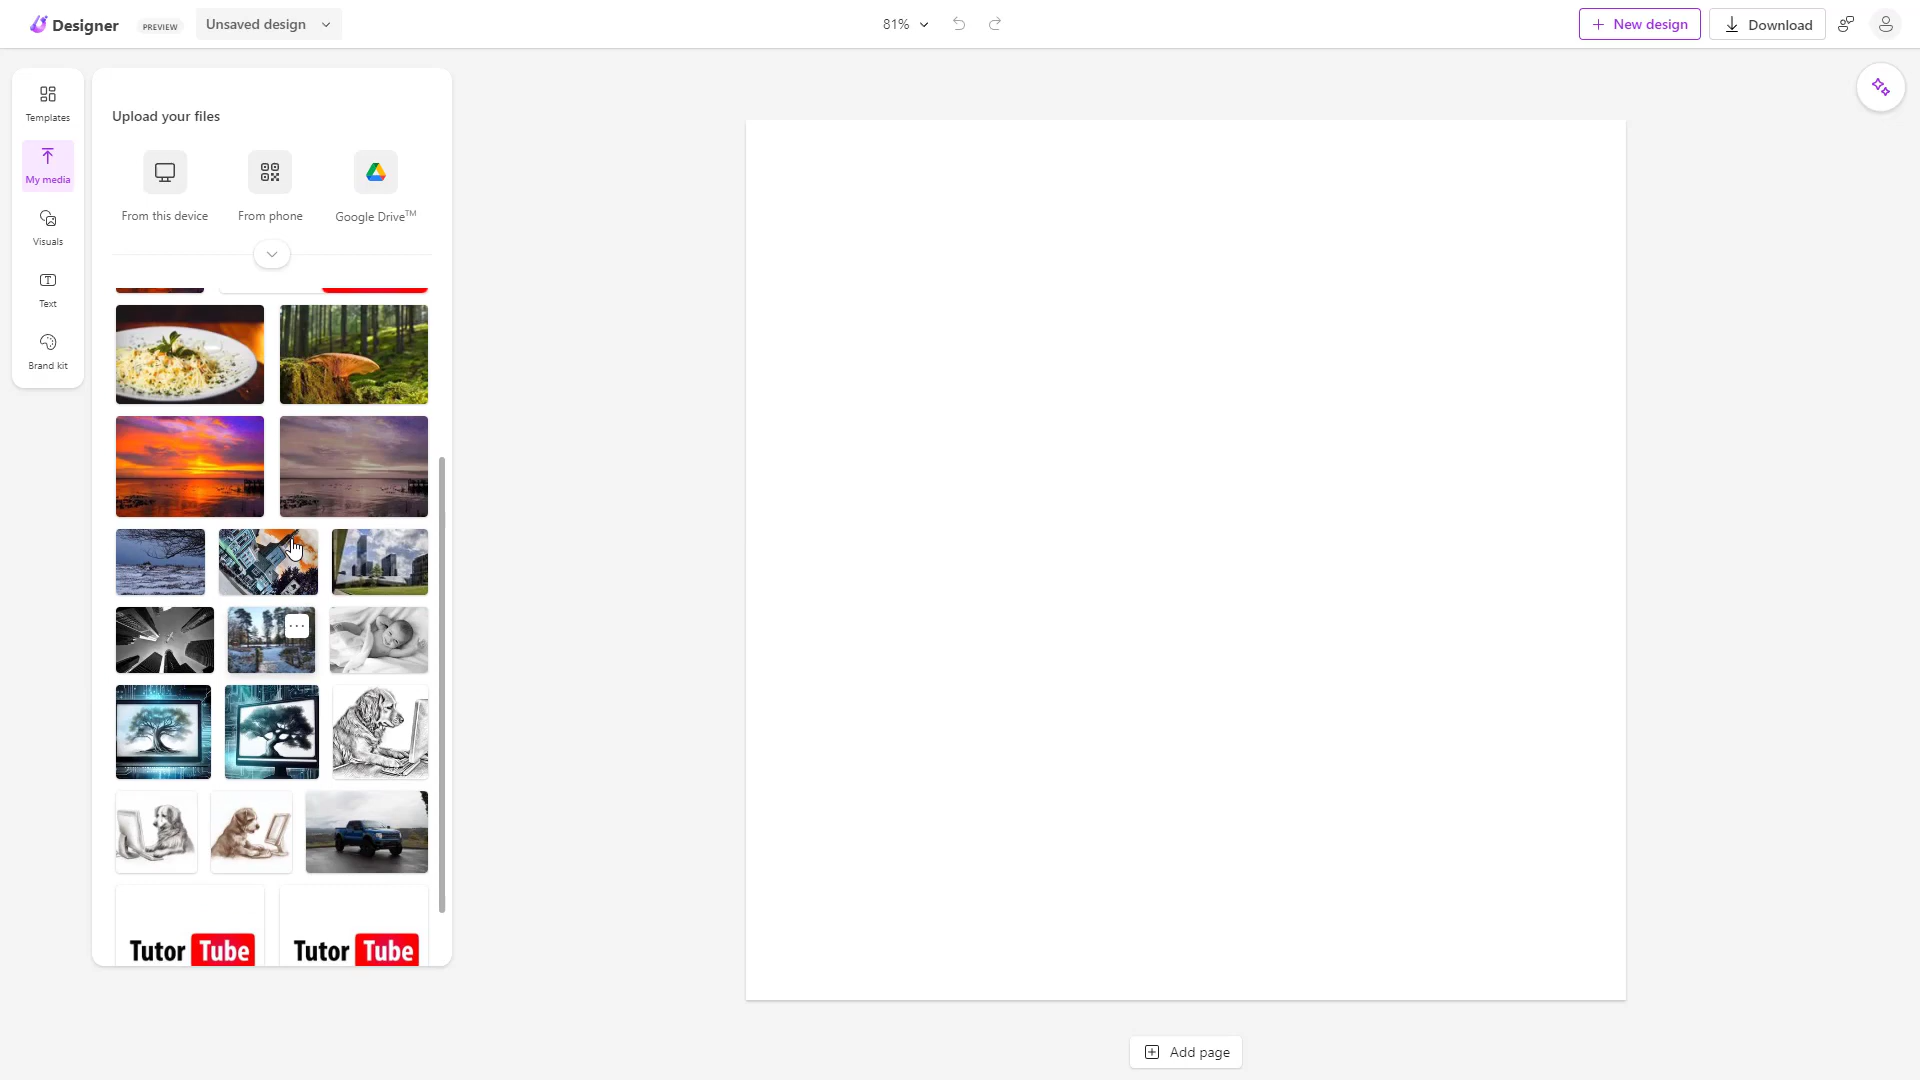 Designer PREVIEW Unsaved design 81% New design Download
Templates
My media
Visuals
Text
Brand kit
Upload your files
From this device From phone Google Drive™
Tutor Tube Tutor Tube
Add page